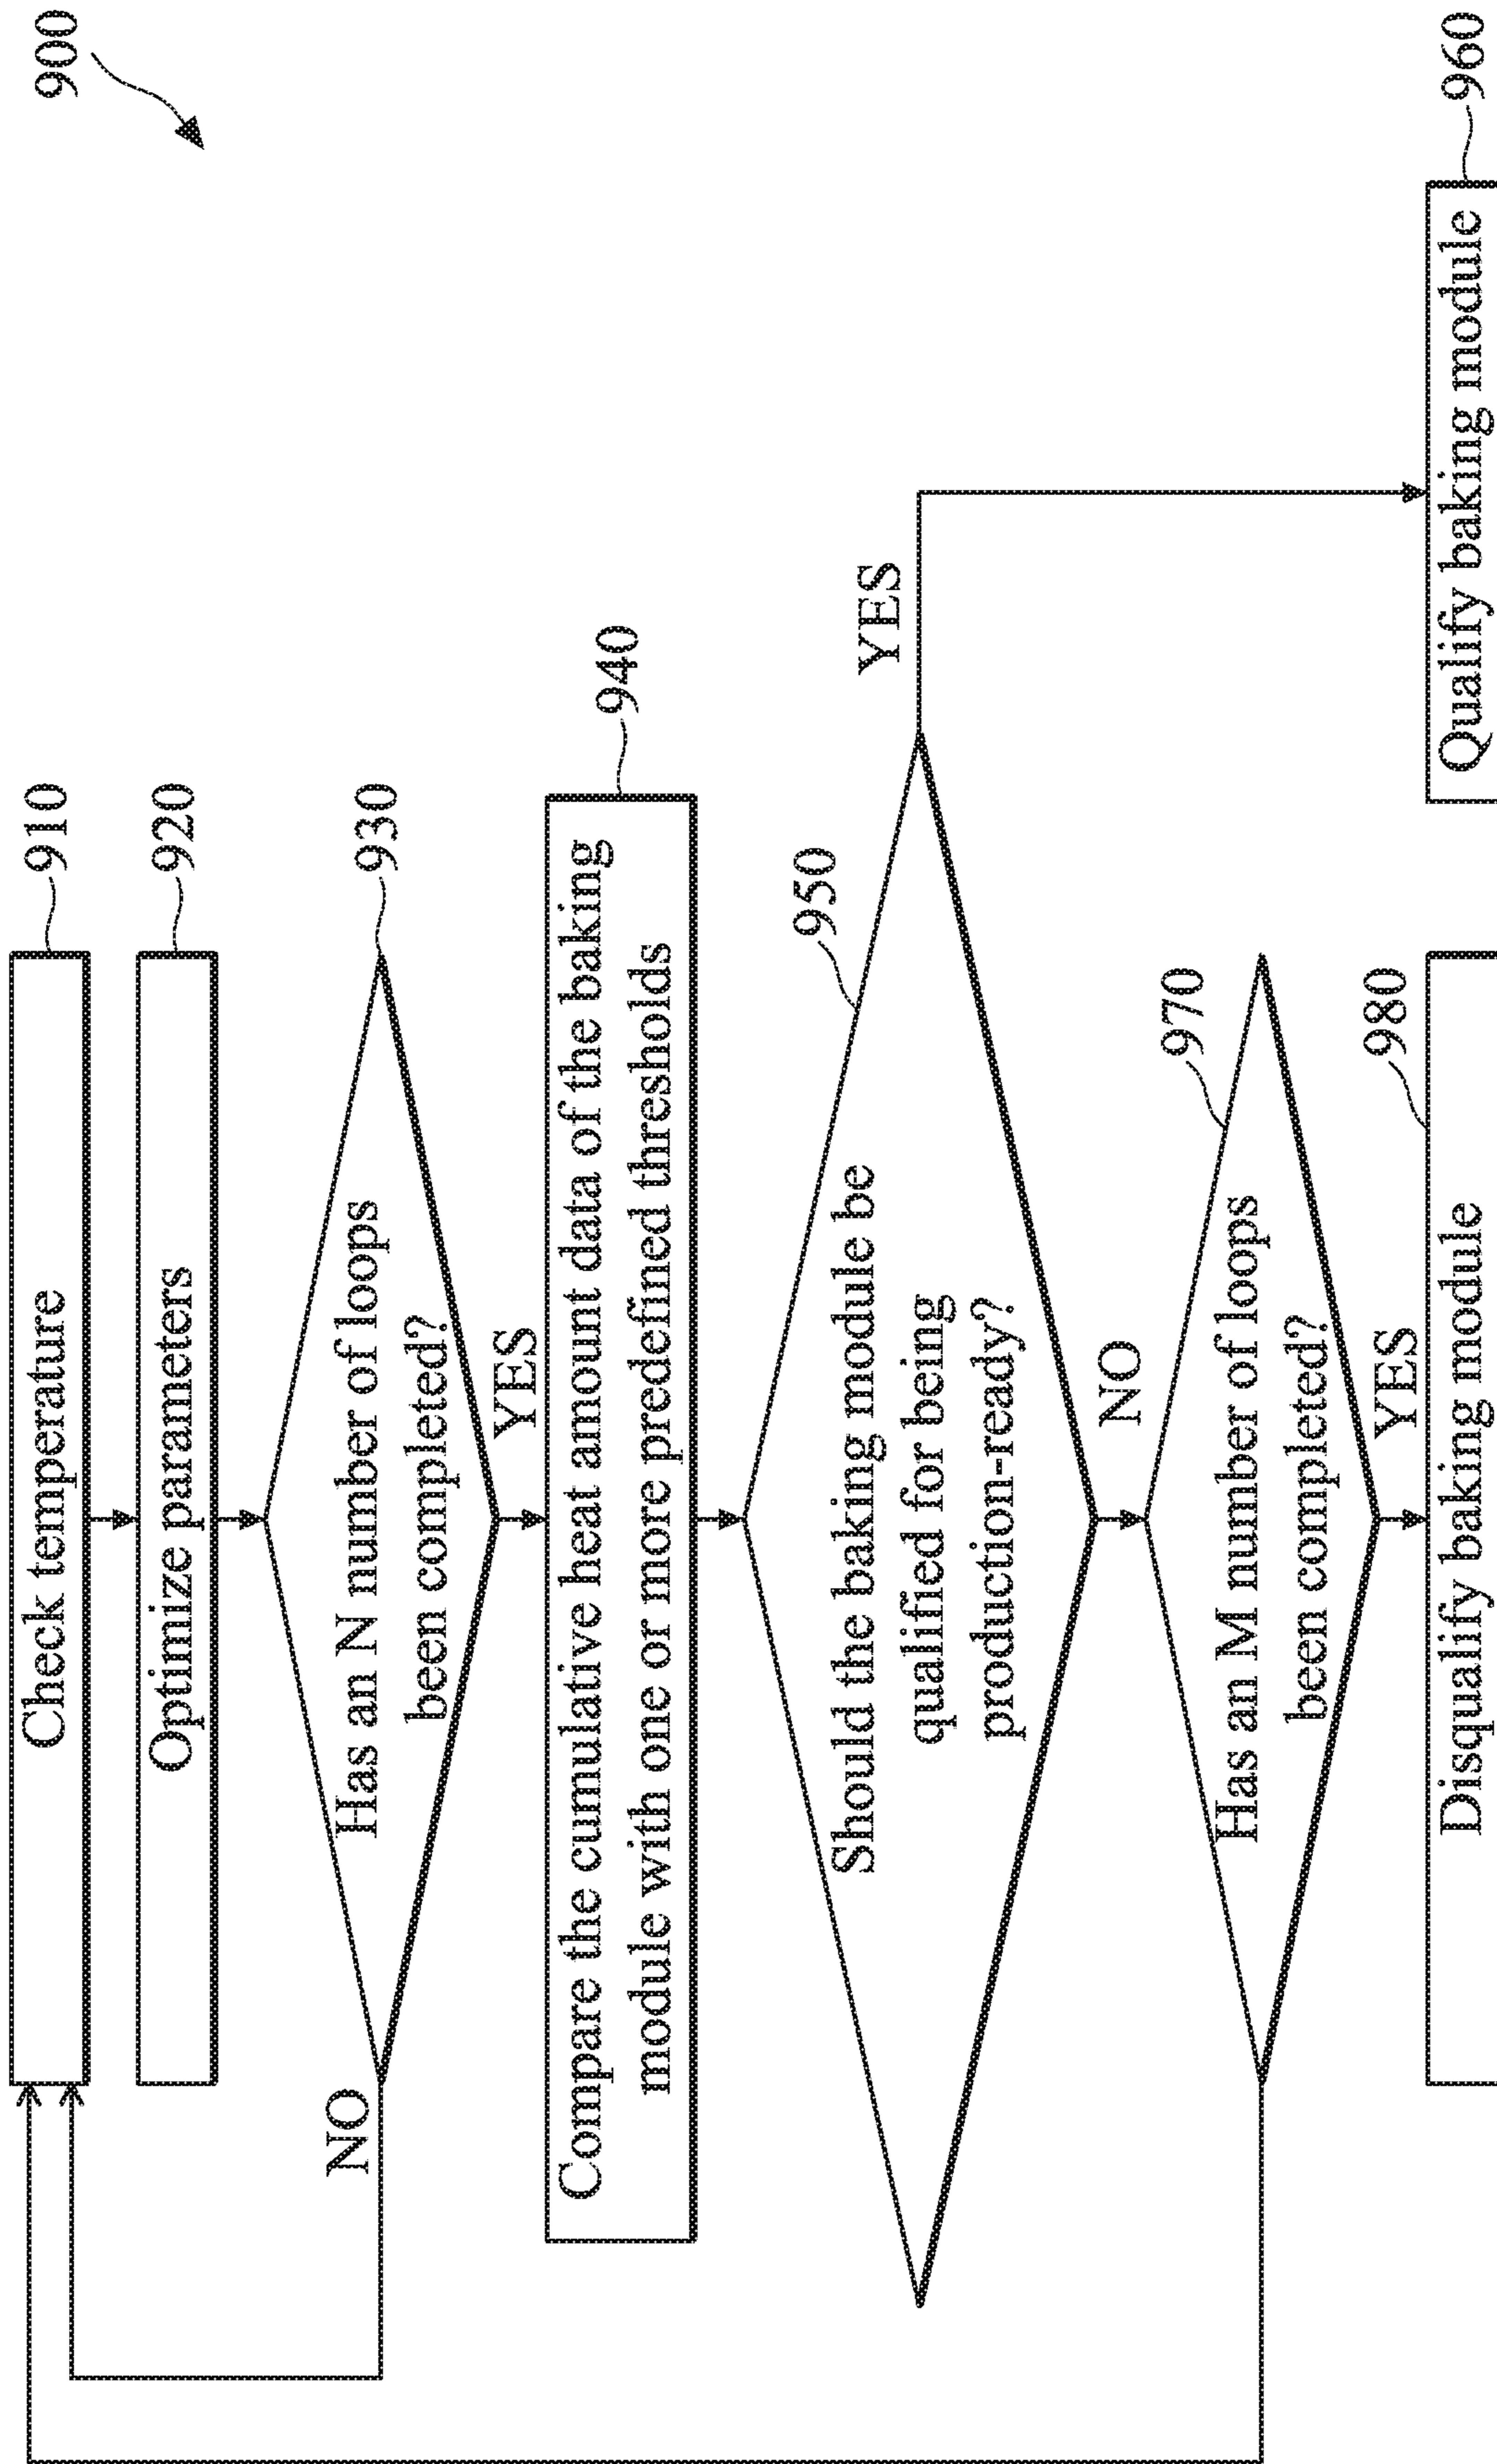 900
Check temperature
910
Optimize parameters
920
Has an N number of loops
been completed?
930
NO
YES
Compare the cumulative heat amount data of the baking
module with one or more predefined thresholds
940
Should the baking module be
qualified for being
production-ready?
950
YES
NO
Has an M number of loops
been completed?
970
YES
Disqualify baking module
980
Qualify baking module
960